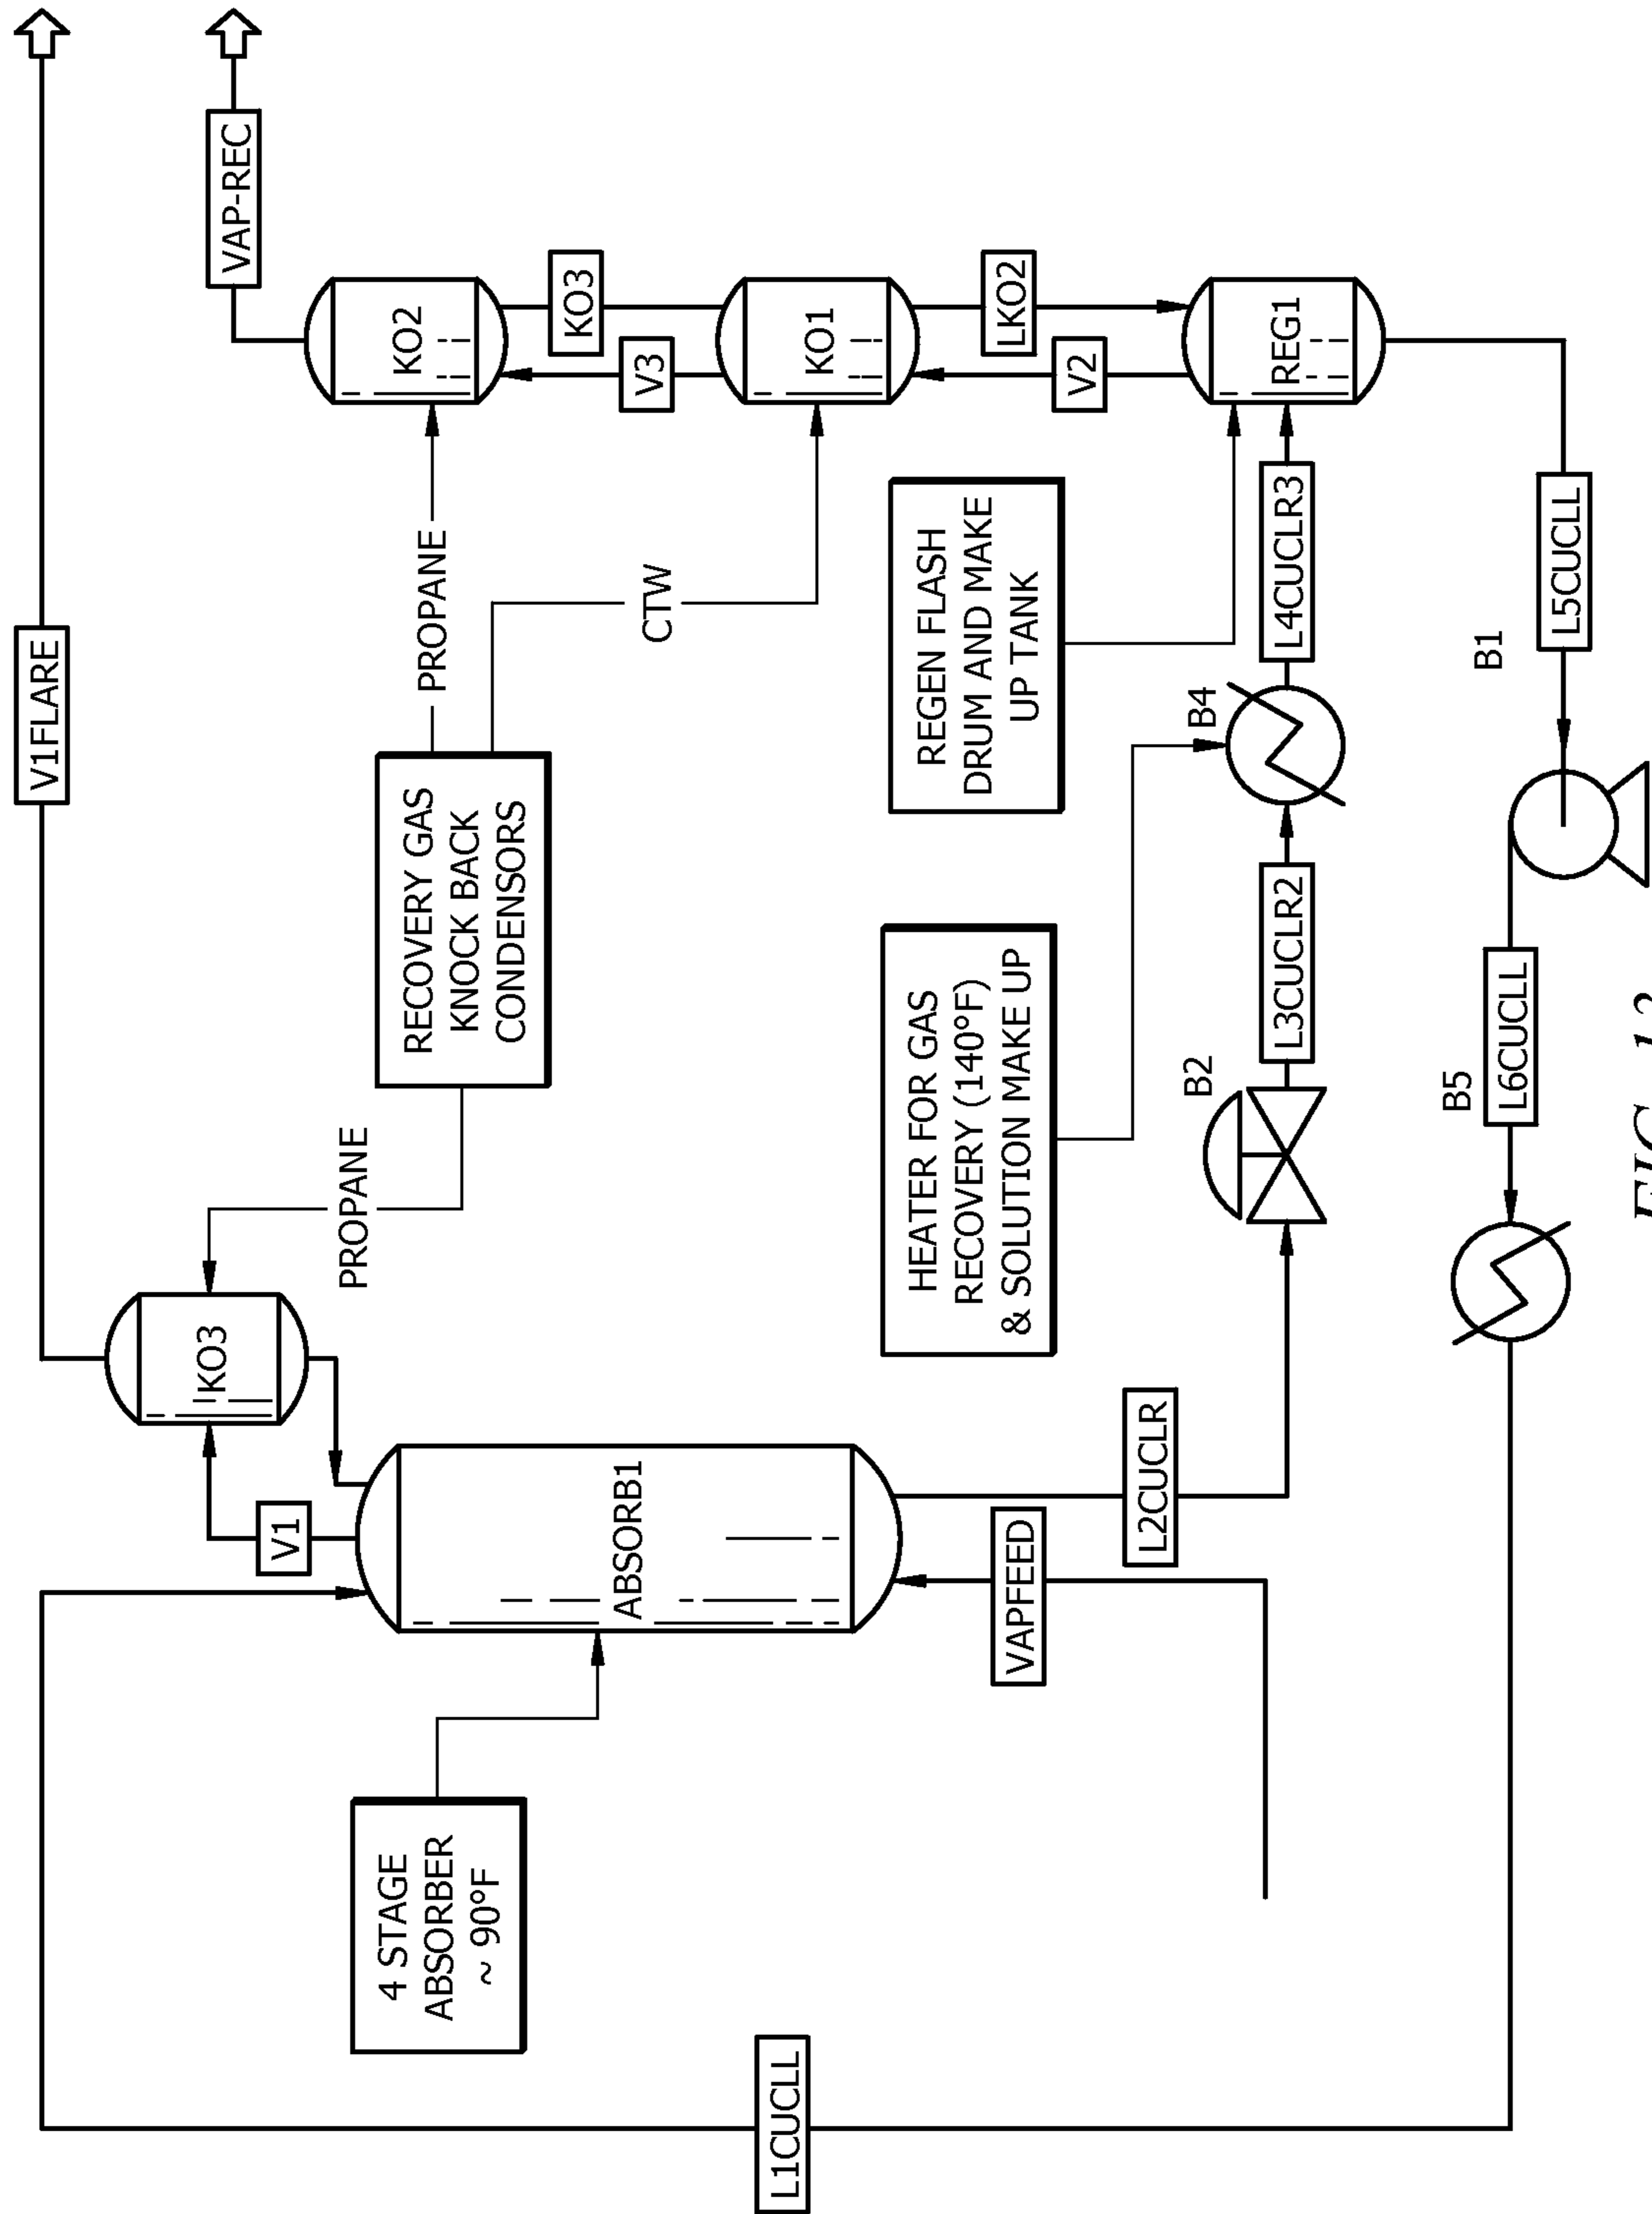 V1FLARE
VAP-REC
KO3
PROPANE
V1
RECOVERY GAS
KNOCK BACK
CONDENSORS
PROPANE
CTW
KO2
V3
KO3
KO1
V2
LKO2
REG1
4 STAGE
ABSORBER
~ 90°F
ABSORB1
VAPFEED
L2CUCLR
HEATER FOR GAS
RECOVERY (140°F)
& SOLUTION MAKE UP
REGEN FLASH
DRUM AND MAKE
UP TANK
B2
L3CUCLR2
B4
L4CUCLR3
L1CUCLL
B5
L6CUCLL
B1
L5CUCLL